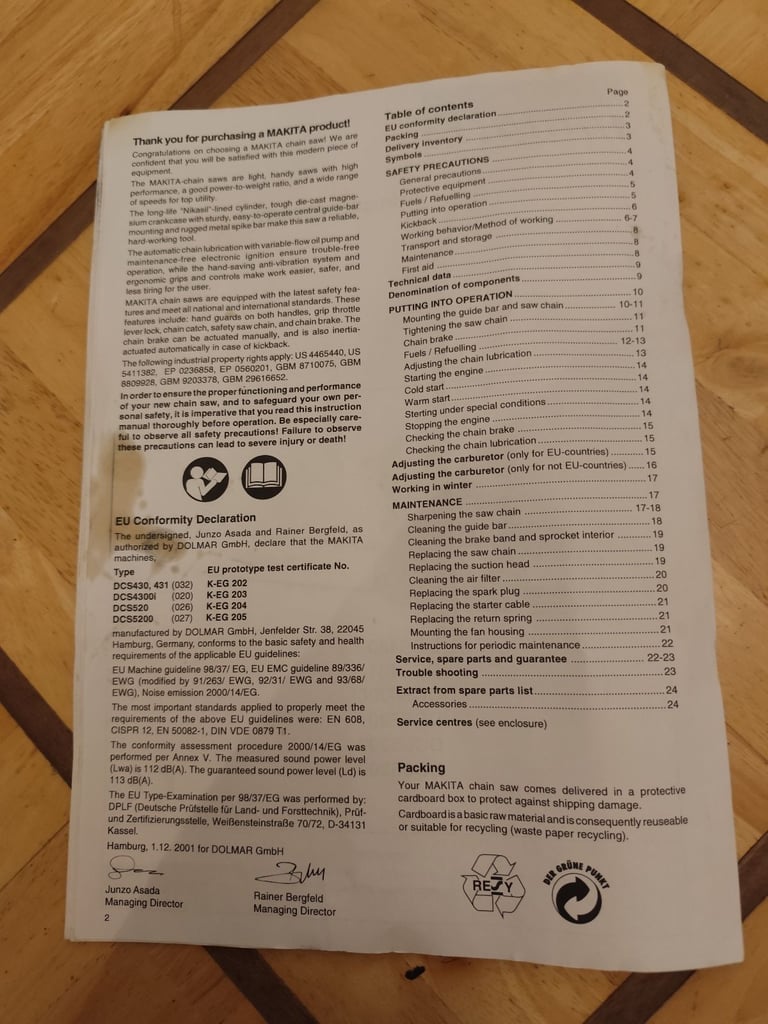 Thank you for purchasing a MAKITA product!
Congratulations on choosing a MAKITA chain saw! We are
confident that you will be satisfied with this modern piece of
equipment.
The MAKITA-chain saws are light, handy saws with high
performance, a good power-to-weight ratio, and a wide range
of speeds for top utility.
The long-life "Nikasil"-lined cylinder, tough die-cast magne-
sium crankcase with sturdy, easy-to-operate central guide-bar
mounting and rugged metal spike bar make this saw a reliable,
hard-working tool.
The automatic chain lubrication with variable-flow oil pump and
maintenance-free electronic ignition ensure trouble-free
operation, while the hand-saving anti-vibration system and
ergonomic grips and controls make work easier, safer, and
less tiring for the user.
MAKITA chain saws are equipped with the latest safety fea-
tures and meet all national and international standards. These
features include: hand guards on both handles, grip throttle
lever lock, chain catch, safety saw chain, and chain brake. The
chain brake can be actuated manually, and is also inertia-
actuated automatically in case of kickback.
The following industrial property rights apply: US 4465440, US
5411382, EP 0236858, EP 0560201, GBM 8710075, GBM
8809928, GBM 9203378, GBM 29616652.
In order to ensure the proper functioning and performance
of your new chain saw, and to safeguard your own per-
sonal safety, it is imperative that you read this instruction
manual thoroughly before operation. Be especially care-
ful to observe all safety precautions! Failure to observe
these precautions can lead to severe injury or death!
EU Conformity Declaration
The undersigned, Junzo Asada and Rainer Bergfeld, as
authorized by DOLMAR GmbH, declare that the MAKITA
machines,
Type EU prototype test certificate No.
DCS430, 431 (032) K-EG 202
DCS4300i (020) K-EG 203
DCS520 (026) K-EG 204
DCS5200 (027) K-EG 205
manufactured by DOLMAR GmbH, Jenfelder Str. 38, 22045
Hamburg, Germany, conforms to the basic safety and health
requirements of the applicable EU guidelines:
EU Machine guideline 98/37/ EG, EU EMC guideline 89/336/
EWG (modified by 91/263/ EWG, 92/31/ EWG and 93/68/
EWG), Noise emission 2000/14/EG.
The most important standards applied to properly meet the
requirements of the above EU guidelines were: EN 608,
CISPR 12, EN 50082-1, DIN VDE 0879 T1.
The conformity assessment procedure 2000/14/EG was
performed per Annex V. The measured sound power level
(Lwa) is 112 dB(A). The guaranteed sound power level (Ld) is
113 dB(A).
The EU Type-Examination per 98/37/EG was performed by:
DPLF (Deutsche Prüfstelle für Land- und Forsttechnik), Prüf-
und Zertifizierungsstelle, Weißensteinstraße 70/72, D-34131
Kassel.
Hamburg, 1.12. 2001 for DOLMAR GmbH
Junzo Asada
Managing Director
Rainer Bergfeld
Managing Director
2
Table of contents Page
EU conformity declaration 2
Packing 2
Delivery inventory 3
Symbols 3
SAFETY PRECAUTIONS
General precautions 4
Protective equipment 4
Fuels / Refuelling 4
Putting into operation 5
Kickback 5
Working behavior/Method of working 6
Transport and storage 6-7
Maintenance 8
First aid 8
Technical data 9
Denomination of components 9
PUTTING INTO OPERATION 10
Mounting the guide bar and saw chain 10-11
Tightening the saw chain 11
Chain brake 11
Fuels / Refuelling 12-13
Adjusting the chain lubrication 13
Starting the engine 14
Cold start 14
Warm start 14
Sterting under special conditions 14
Stopping the engine 14
Checking the chain brake 15
Checking the chain lubrication 15
Adjusting the carburetor (only for EU-countries) 15
Adjusting the carburetor (only for not EU-countries) 16
Working in winter 17
MAINTENANCE 17
Sharpening the saw chain 17-18
Cleaning the guide bar 18
Cleaning the brake band and sprocket interior 19
Replacing the saw chain 19
Replacing the suction head 19
Cleaning the air filter 20
Replacing the spark plug 20
Replacing the starter cable 21
Replacing the return spring 21
Mounting the fan housing 21
Instructions for periodic maintenance 22
Service, spare parts and guarantee 22-23
Trouble shooting 23
Extract from spare parts list 24
Accessories 24
Service centres (see enclosure)
Packing
Your MAKITA chain saw comes delivered in a protective
cardboard box to protect against shipping damage.
Cardboard is a basic raw material and is consequently reuseable
or suitable for recycling (waste paper recycling).
RESY
DER GRÜNE PUNKT